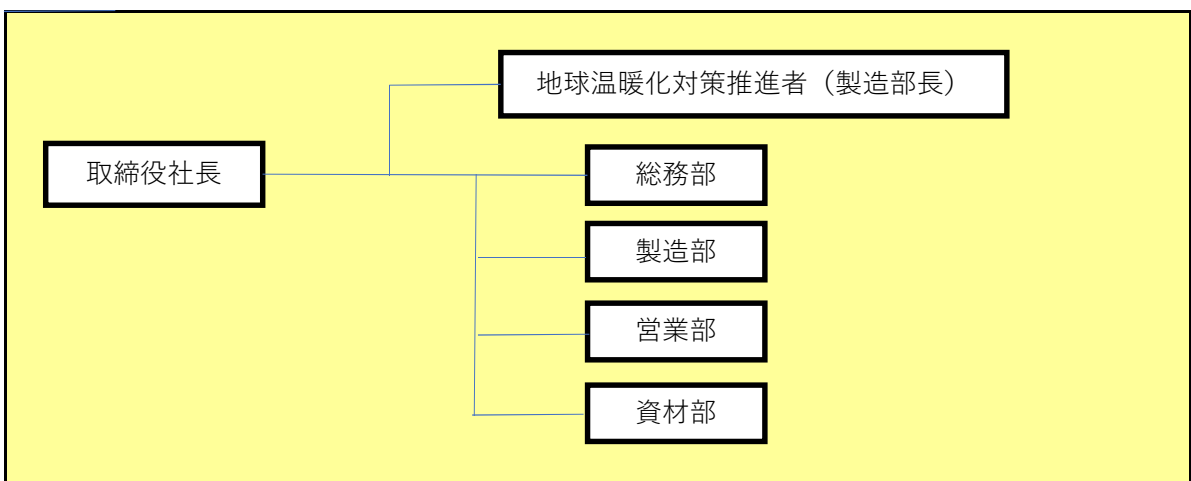 地球温暖化対策推進者（製造部長）
取締役社長
総務部
製造部
営業部
資材部